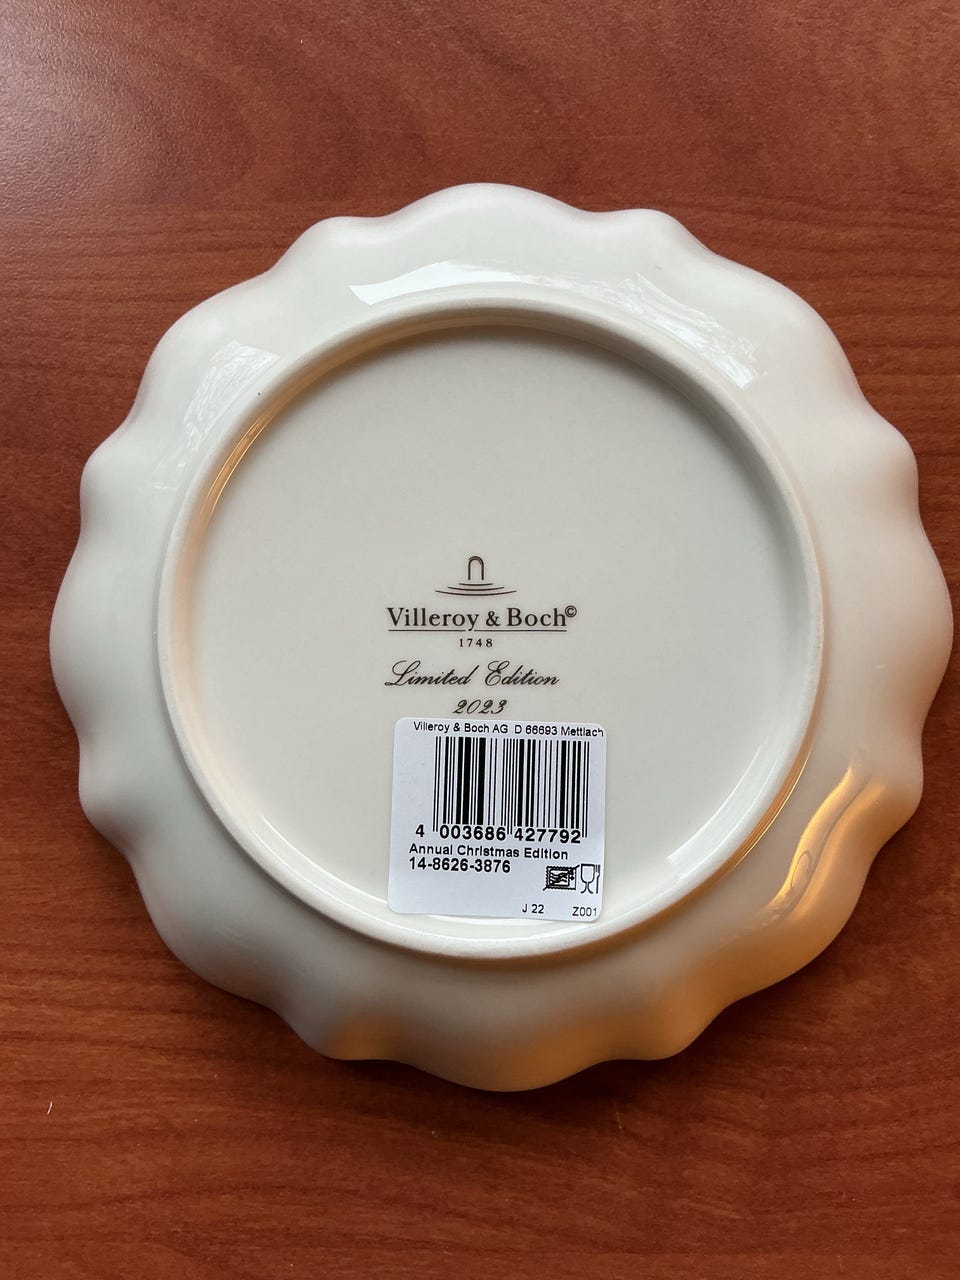 Villeroy & Boch©
1748
Limited Edition
2023
Villeroy & Boch AG D 66693 Mettlach
4 003686 427792
Annual Christmas Edition
14-8626-3876
J 22 Z001